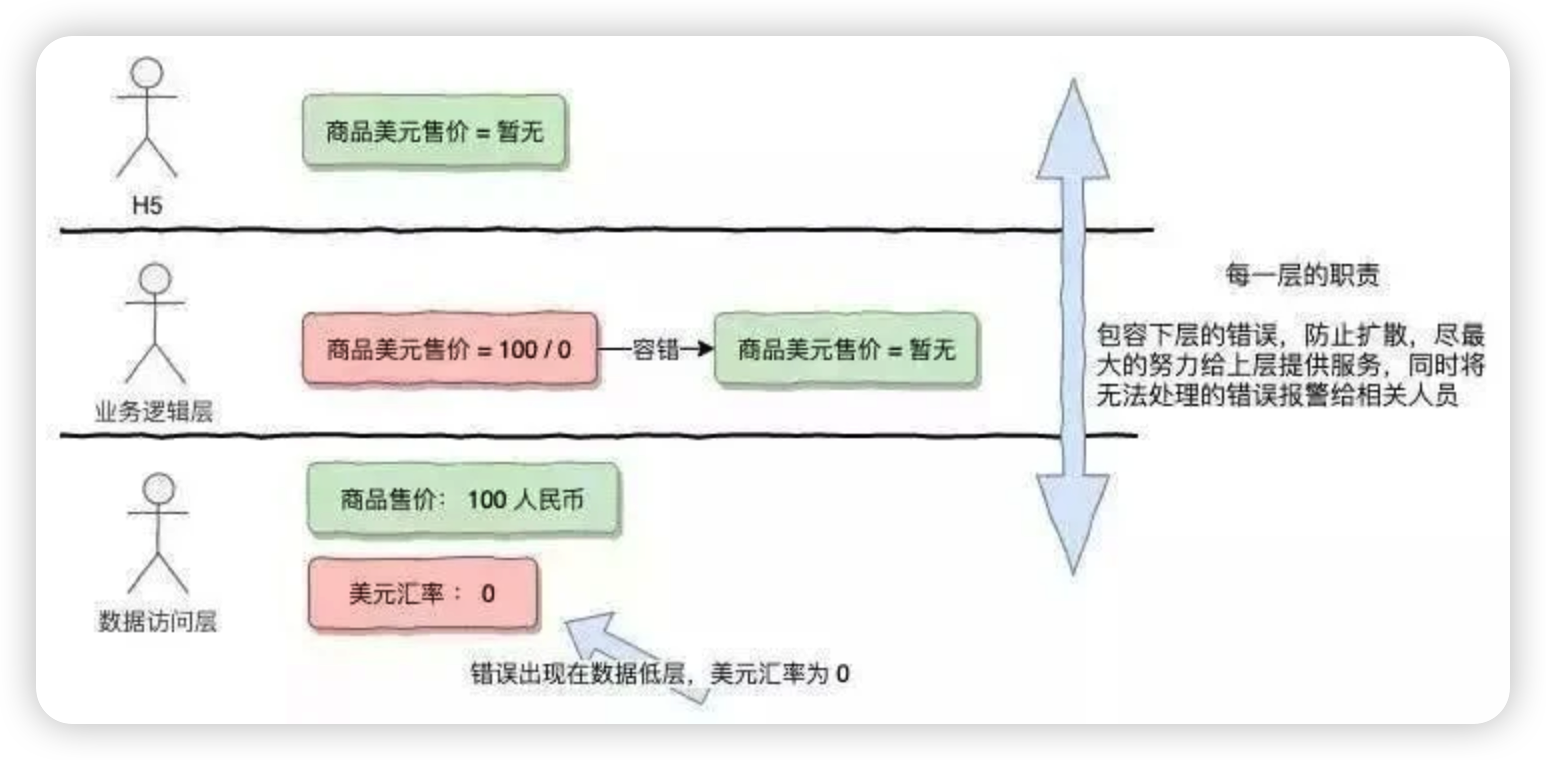 商品美元售价 = 暂无
H5
每一层的职责
商品美元售价 = 100 / 0
容错
商品美元售价 = 暂无
包容下层的错误，防止扩散，尽最
大的努力给上层提供服务，同时将
无法处理的错误报警给相关人员
业务逻辑层
商品售价： 100 人民币
美元汇率 ： 0
数据访问层
错误出现在数据低层，美元汇率为 0